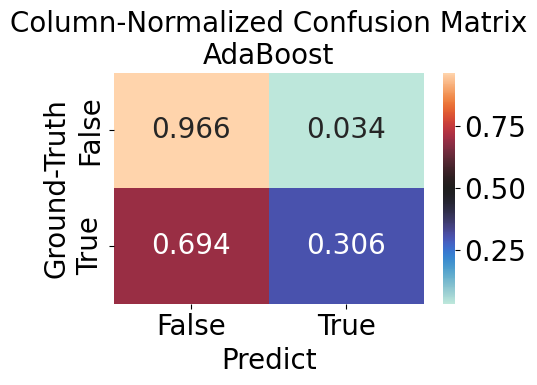 Column-Normalized Confusion Matrix
AdaBoost
Ground-Truth
False
True
0.966
0.034
0.694
0.306
0.75
0.50
0.25
False
True
Predict